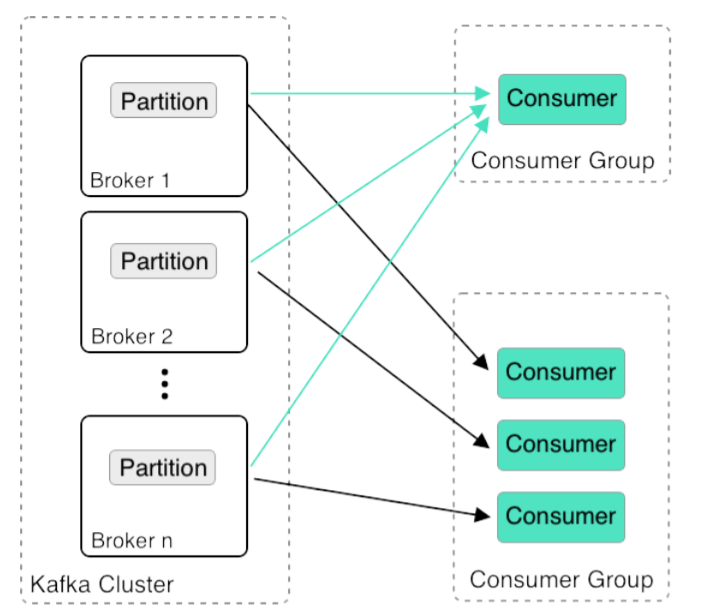 Partition
Broker 1
Partition
Broker 2
Partition
Broker n
Kafka Cluster
Consumer
Consumer Group
Consumer
Consumer
Consumer
Consumer Group